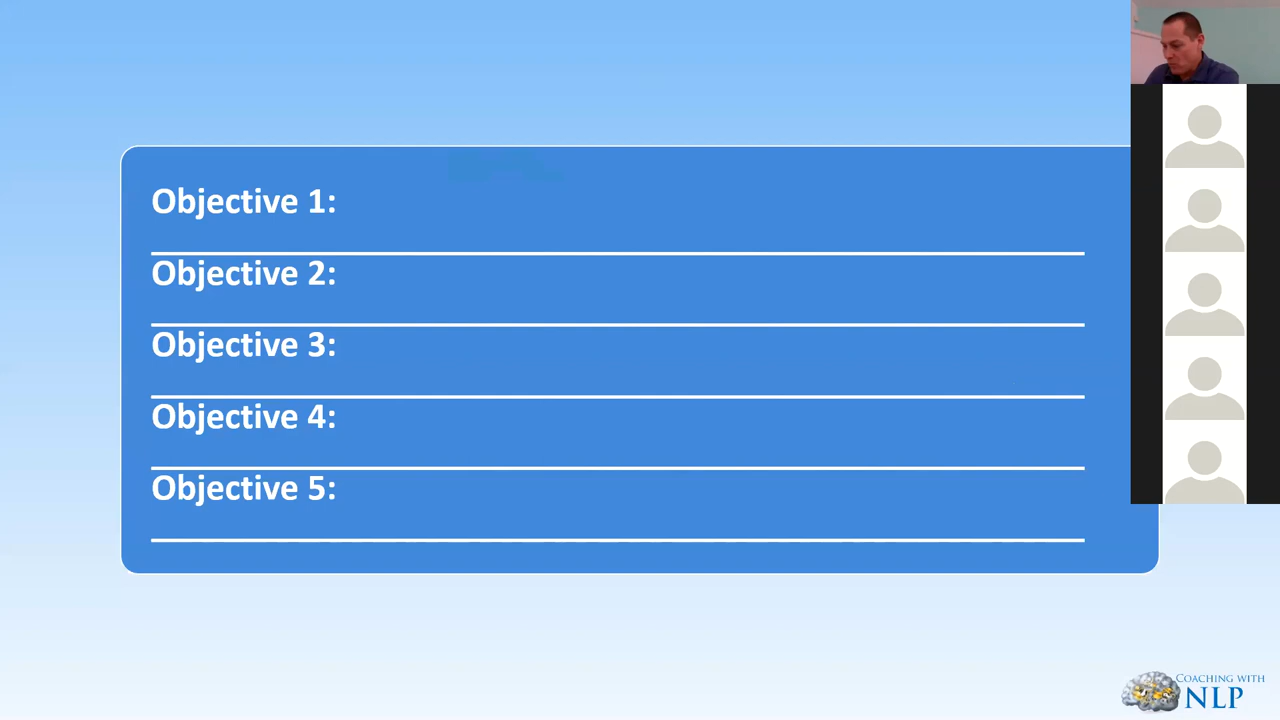 Objective 1:
Objective 2:
Objective 3:
Objective 4:
Objective 5:
COACHING WITH
NLP